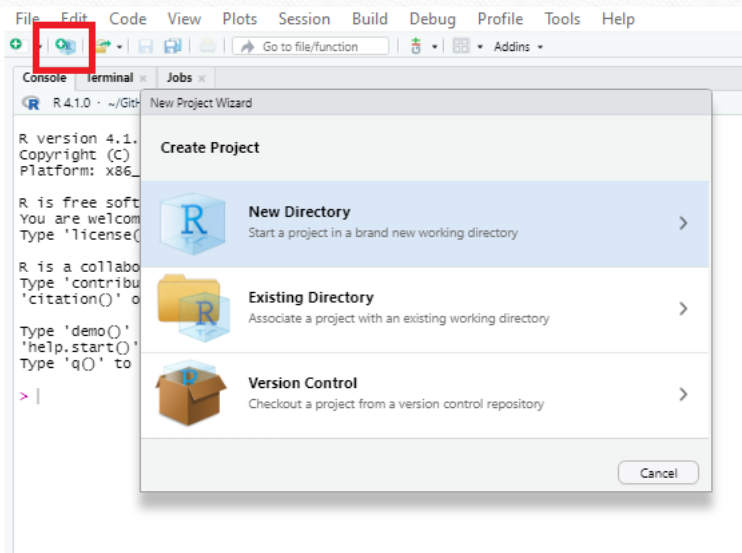 File Edit Code View Plots Session Build Debug Profile Tools Help
Go to file/function Addins
Console Terminal Jobs
R 4.1.0 · ~/GitH
New Project Wizard
R version 4.1.
Copyright (C)
Platform: x86_
R is free soft
You are welcom
Type 'license(
R is a collabo
Type 'contribu
'citation()' o
Type 'demo()'
'help.start()'
Type 'q()' to
>
Create Project
R
New Directory
Start a project in a brand new working directory
R
Existing Directory
Associate a project with an existing working directory
Version Control
Checkout a project from a version control repository
Cancel